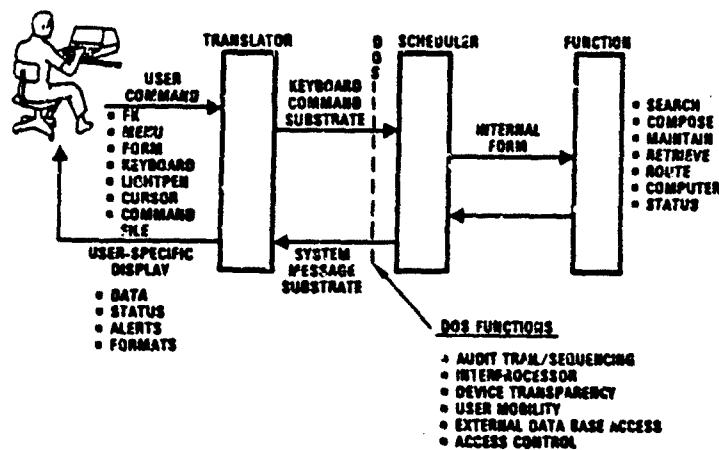 TRANSLATOR
DOS
SCHEDULER
FUNCTION
USER
COMMAND
• FK
• MENU
• FORM
• KEYBOARD
• LIGHTPEN
• CURSOR
• COMMAND
FILE
KEYBOARD
COMMAND
SUBSTRATE
INTERNAL
FORM
• SEARCH
• COMPOSE
• MAINTAIN
• RETRIEVE
• ROUTE
• COMPUTER
• STATUS
USER-SPECIFIC
DISPLAY
• DATA
• STATUS
• ALERTS
• FORMATS
SYSTEM
MESSAGE
SUBSTRATE
DOS FUNCTIONS
• AUDIT TRAIL/SEQUENCING
• INTERPROCESSOR
• DEVICE TRANSPARENCY
• USER MOBILITY
• EXTERNAL DATA BASE ACCESS
• ACCESS CONTROL